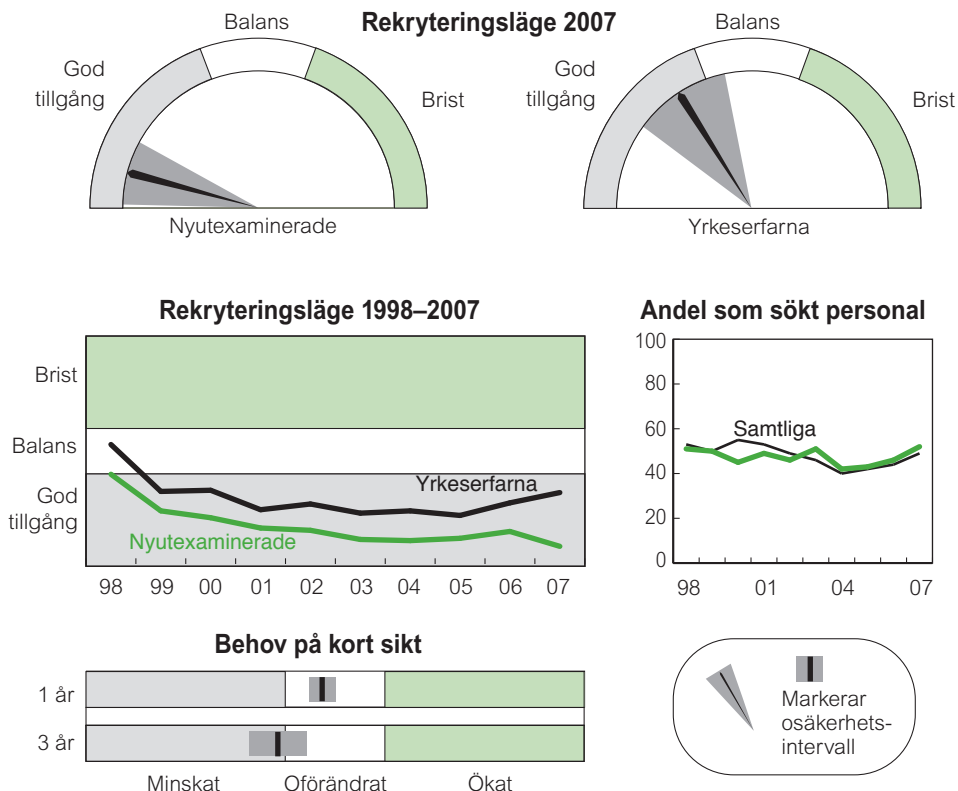 Rekryteringsläge 2007
Balans
God
tillgång
Brist
Nyutexaminerade
Balans
God
tillgång
Brist
Yrkeserfarna
Rekryteringsläge 1998–2007
Brist
Balans
God
tillgång
Yrkeserfarna
Nyutexaminerade
98 99 00 01 02 03 04 05 06 07
Andel som sökt personal
100
80
60
40
20
0
Samtliga
98 01 04 07
Behov på kort sikt
1 år
3 år
Minskat Oförändrat Ökat
Markerar
osäkerhets-
intervall